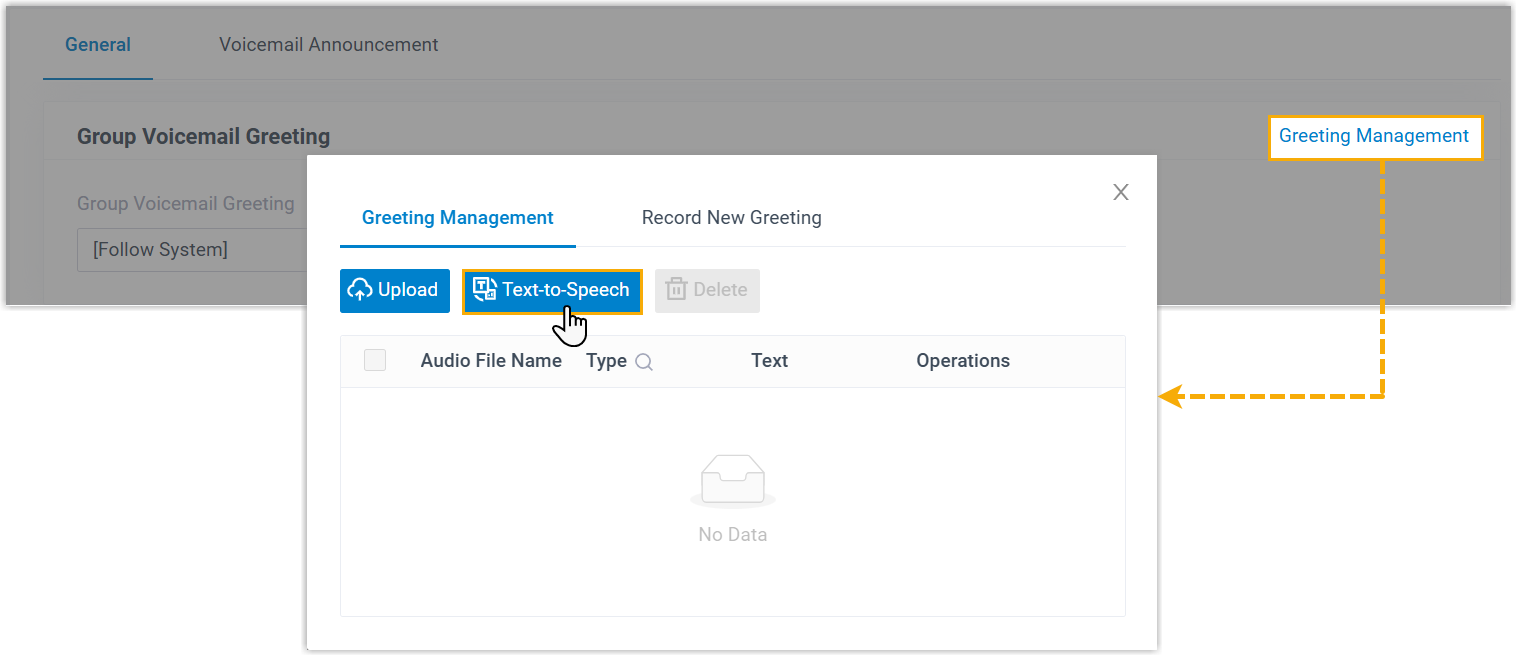 General Voicemail Announcement
Group Voicemail Greeting Greeting Management
Group Voicemail Greeting
[Follow System]
X
Greeting Management Record New Greeting
Upload Text-to-Speech Delete
Audio File Name Type Text Operations
No Data